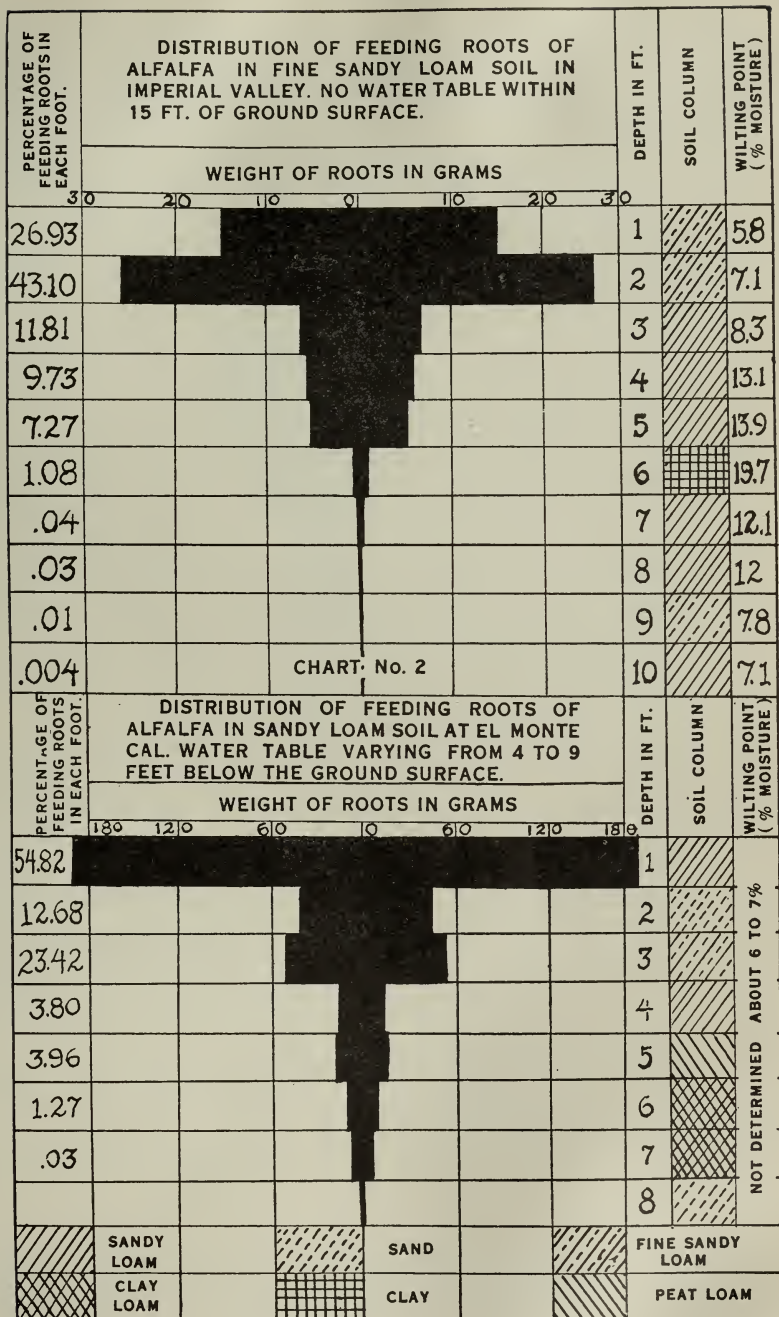 PERCENTAGE OF
FEEDING ROOTS IN
EACH FOOT.
DISTRIBUTION OF FEEDING ROOTS OF
ALFALFA IN FINE SANDY LOAM SOIL IN
IMPERIAL VALLEY. NO WATER TABLE WITHIN
15 FT. OF GROUND SURFACE.
WEIGHT OF ROOTS IN GRAMS
DEPTH IN FT.
SOIL COLUMN
WILTING POINT
(% MOISTURE)
30 20 10 0 10 20 30
26.93 1 5.8
43.10 2 7.1
11.81 3 8.3
9.73 4 13.1
7.27 5 13.9
1.08 6 19.7
.04 7 12.1
.03 8 12
.01 9 7.8
.004 CHART No. 2 10 7.1
PERCENTAGE OF
FEEDING ROOTS
IN EACH FOOT.
DISTRIBUTION OF FEEDING ROOTS OF
ALFALFA IN SANDY LOAM SOIL AT EL MONTE
CAL. WATER TABLE VARYING FROM 4 TO 9
FEET BELOW THE GROUND SURFACE.
WEIGHT OF ROOTS IN GRAMS
DEPTH IN FT.
SOIL COLUMN
WILTING POINT
(% MOISTURE)
180 120 60 0 60 120 180
54.82 1
12.68 2
23.42 3
3.80 4
3.96 5
1.27 6
.03 7
8
NOT DETERMINED ABOUT 6 TO 7%
SANDY
LOAM
SAND
FINE SANDY
LOAM
CLAY
LOAM
CLAY
PEAT LOAM